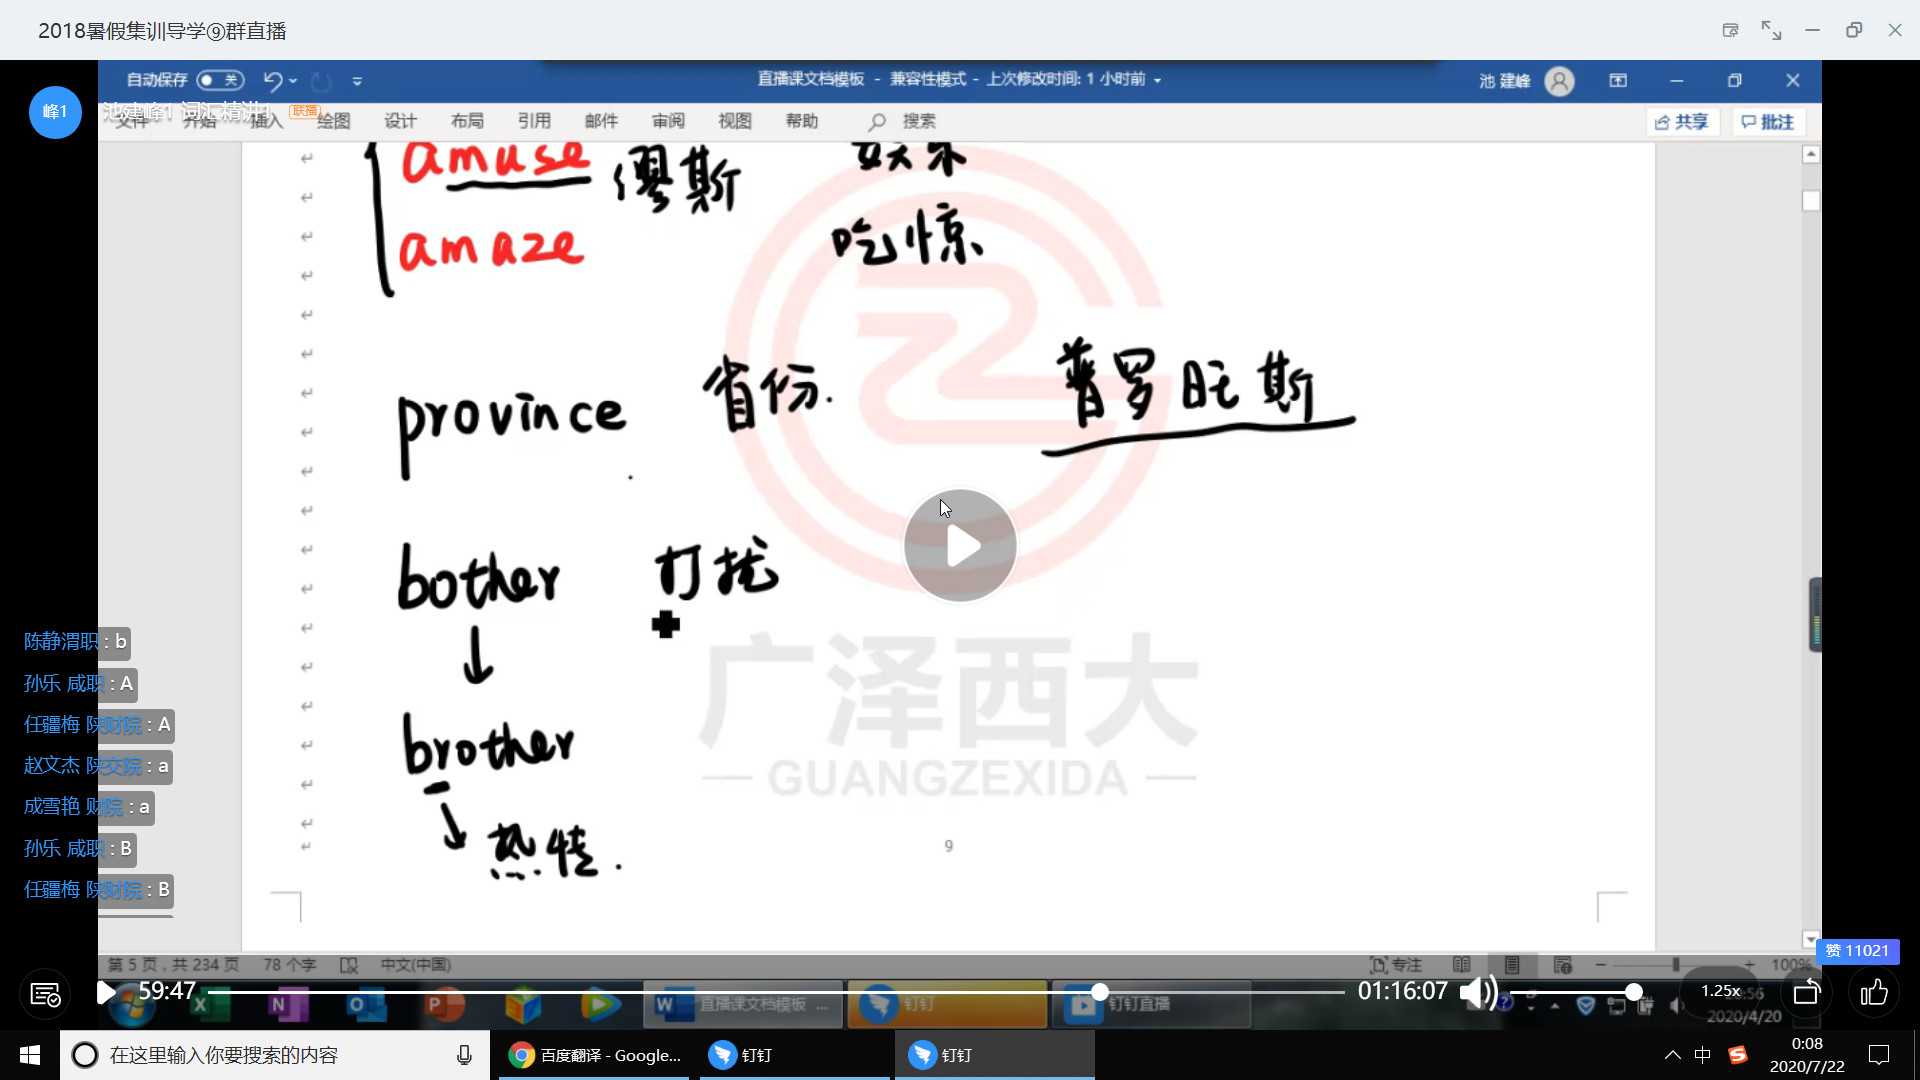 2018暑假集训导学⑨群直播
自动保存 关
直播课文档模板 - 兼容性模式 - 上次修改时间: 1 小时前
池 建峰
峰1
池建峰1 词汇精讲1 联播
文件 开始 插入 绘图 设计 布局 引用 邮件 审阅 视图 帮助 搜索
共享 批注
amuse 缪斯 娱乐
amaze 吃惊
province 省份. 普罗旺斯
bother 打扰
brother
热情.
广泽西大
GUANGZEXIDA
9
陈静渭职 : b
孙乐 咸职 : A
任疆梅 陕财院 : A
赵文杰 陕交院 : a
成雪艳 财院 : a
孙乐 咸职 : B
任疆梅 陕财院 : B
赞 11021
第 5 页，共 234 页 78 个字 中文(中国)
专注 100%
59:47
01:16:07
1.25x
直播课文档模板 ...
钉钉
钉钉直播
2020/4/20
在这里输入你要搜索的内容
百度翻译 - Google...
钉钉
钉钉
中
0:08
2020/7/22